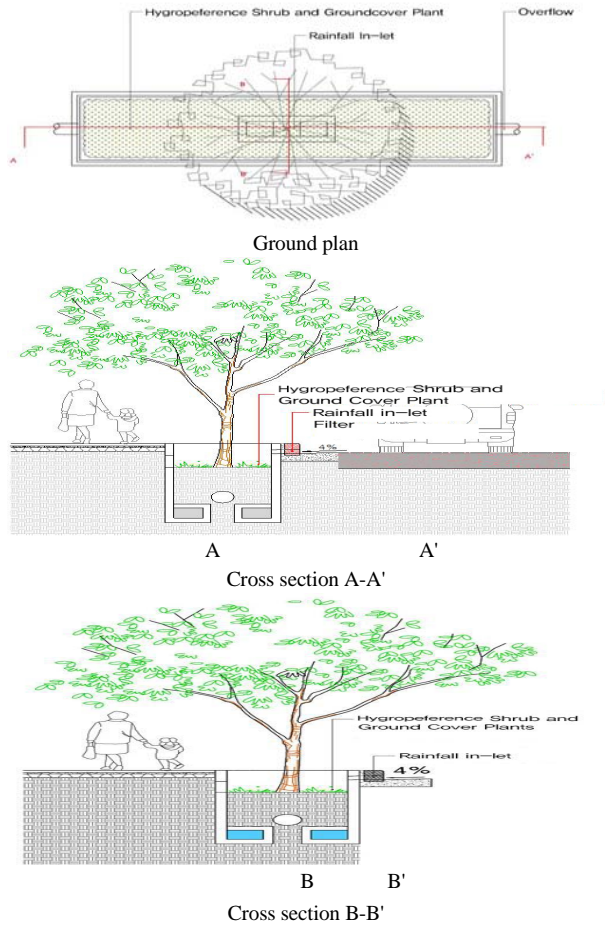 Hygropeference Shrub and Groundcover Plant
Overflow
Rainfall In-let
B
A
A'
B'
Ground plan
Hygropeference Shrub and
Ground Cover Plant
Rainfall in-let
Filter
4%
A
A'
Cross section A-A'
Hygropeference Shrub and
Ground Cover Plants
Rainfall in-let
4%
B
B'
Cross section B-B'